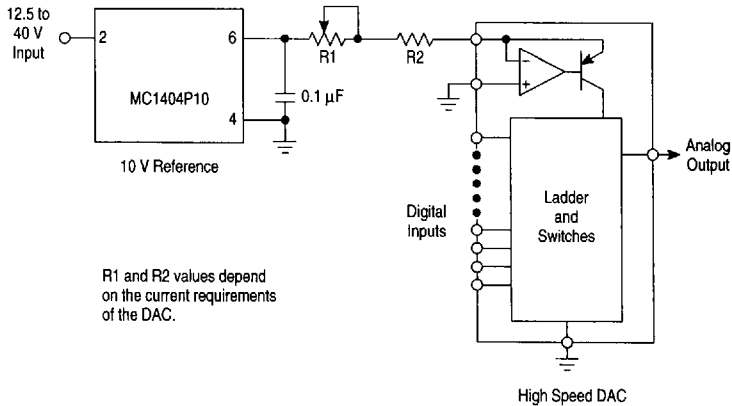 12.5 to
40 V
Input
2
6
MC1404P10
4
10 V Reference
0.1 µF
R1
R2
−
+
Digital
Inputs
Ladder
and
Switches
Analog
Output
R1 and R2 values depend
on the current requirements
of the DAC.
High Speed DAC